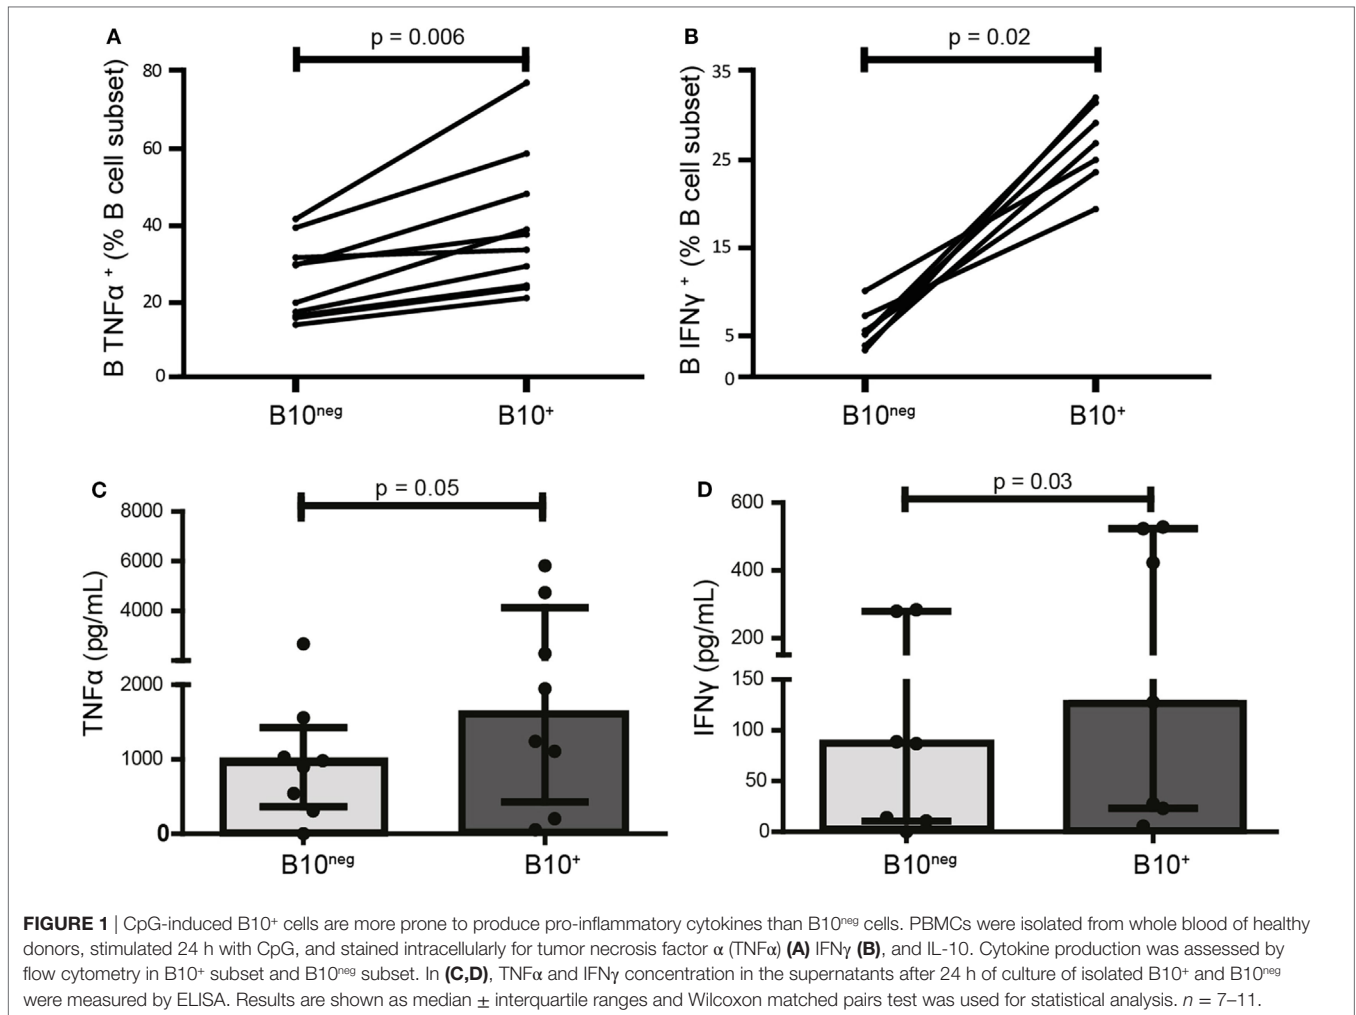 A
p = 0.006
B TNFα + (% B cell subset)
80
60
40
20
0
B10neg
B10+
B
p = 0.02
B IFNγ + (% B cell subset)
35
25
15
5
0
B10neg
B10+
C
p = 0.05
TNFα (pg/mL)
8000
6000
4000
2000
1000
0
B10neg
B10+
D
p = 0.03
IFNγ (pg/mL)
600
400
200
150
100
50
0
B10neg
B10+
FIGURE 1 | CpG-induced B10+ cells are more prone to produce pro-inflammatory cytokines than B10neg cells. PBMCs were isolated from whole blood of healthy
donors, stimulated 24 h with CpG, and stained intracellularly for tumor necrosis factor α (TNFα) (A) IFNγ (B), and IL-10. Cytokine production was assessed by
flow cytometry in B10+ subset and B10neg subset. In (C,D), TNFα and IFNγ concentration in the supernatants after 24 h of culture of isolated B10+ and B10neg
were measured by ELISA. Results are shown as median ± interquartile ranges and Wilcoxon matched pairs test was used for statistical analysis. n = 7–11.